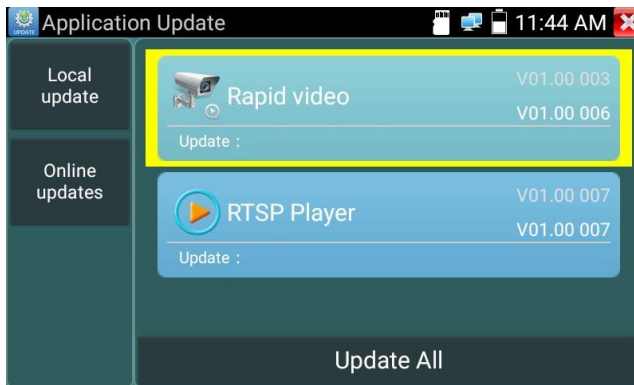 UPDATE
Application Update
11:44 AM
Local
update
Online
updates
Rapid video
V01.00 003
V01.00 006
Update :
RTSP Player
V01.00 007
V01.00 007
Update :
Update All